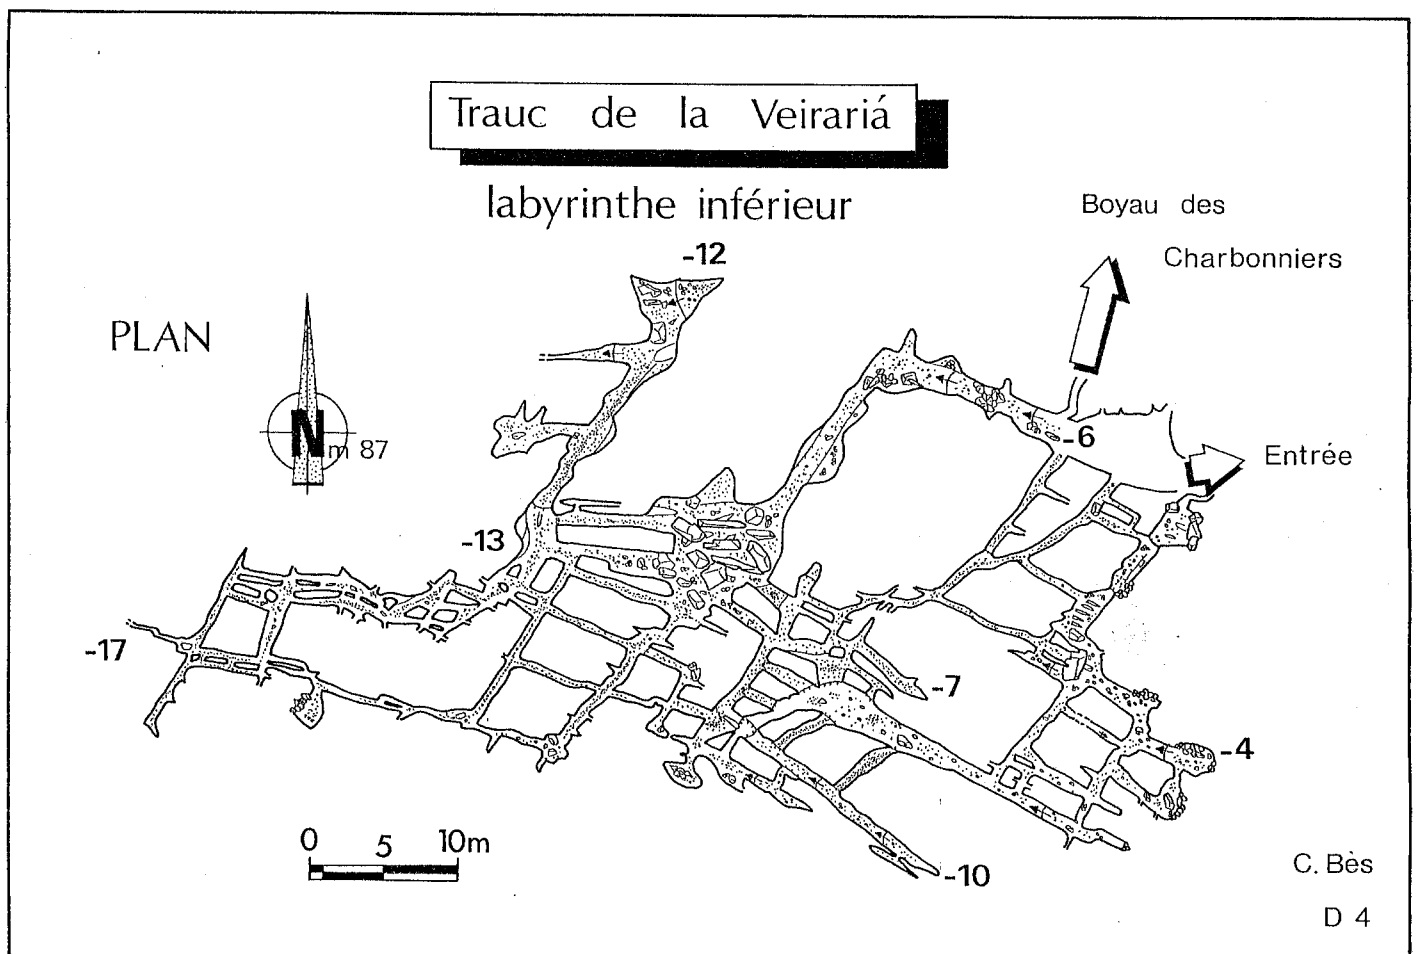 Trauc de la Veirariá
labyrinthe inférieur
Boyau des
Charbonniers
-12
PLAN
N
m 87
-6
Entrée
-13
-17
-7
-4
0 5 10m
-10
C. Bès
D 4